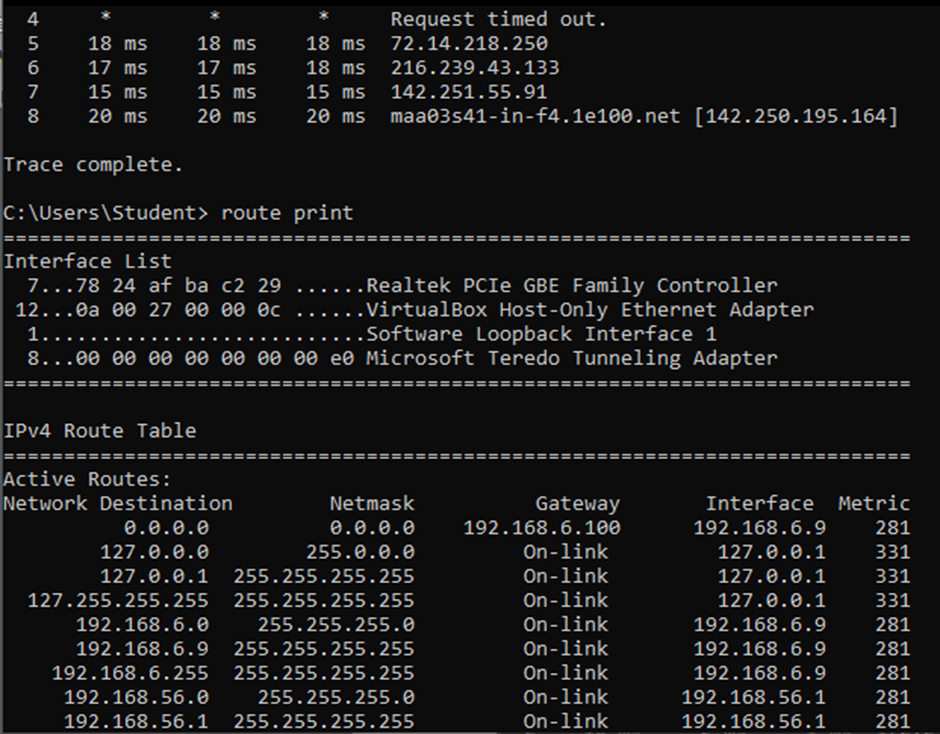 4 * * * Request timed out.
5 18 ms 18 ms 18 ms 72.14.218.250
6 17 ms 17 ms 18 ms 216.239.43.133
7 15 ms 15 ms 15 ms 142.251.55.91
8 20 ms 20 ms 20 ms maa03s41-in-f4.1e100.net [142.250.195.164]
Trace complete.
C:\Users\Student> route print
===========================================================================
Interface List
7...78 24 af ba c2 29 ......Realtek PCIe GBE Family Controller
12...0a 00 27 00 00 0c ......VirtualBox Host-Only Ethernet Adapter
1...........................Software Loopback Interface 1
8...00 00 00 00 00 00 00 e0 Microsoft Teredo Tunneling Adapter
===========================================================================
IPv4 Route Table
===========================================================================
Active Routes:
Network Destination Netmask Gateway Interface Metric
0.0.0.0 0.0.0.0 192.168.6.100 192.168.6.9 281
127.0.0.0 255.0.0.0 On-link 127.0.0.1 331
127.0.0.1 255.255.255.255 On-link 127.0.0.1 331
127.255.255.255 255.255.255.255 On-link 127.0.0.1 331
192.168.6.0 255.255.255.0 On-link 192.168.6.9 281
192.168.6.9 255.255.255.255 On-link 192.168.6.9 281
192.168.6.255 255.255.255.255 On-link 192.168.6.9 281
192.168.56.0 255.255.255.0 On-link 192.168.56.1 281
192.168.56.1 255.255.255.255 On-link 192.168.56.1 281